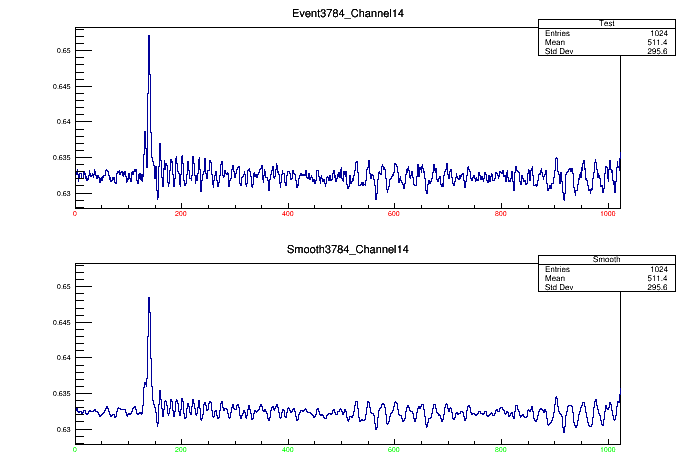 Event3784_Channel14
Test
Entries 1024
Mean 511.4
Std Dev 295.6
0.65
0.645
0.64
0.635
0.63
0 200 400 600 800 1000
Smooth3784_Channel14
Smooth
Entries 1024
Mean 511.4
Std Dev 295.6
0.65
0.645
0.64
0.635
0.63
0 200 400 600 800 1000